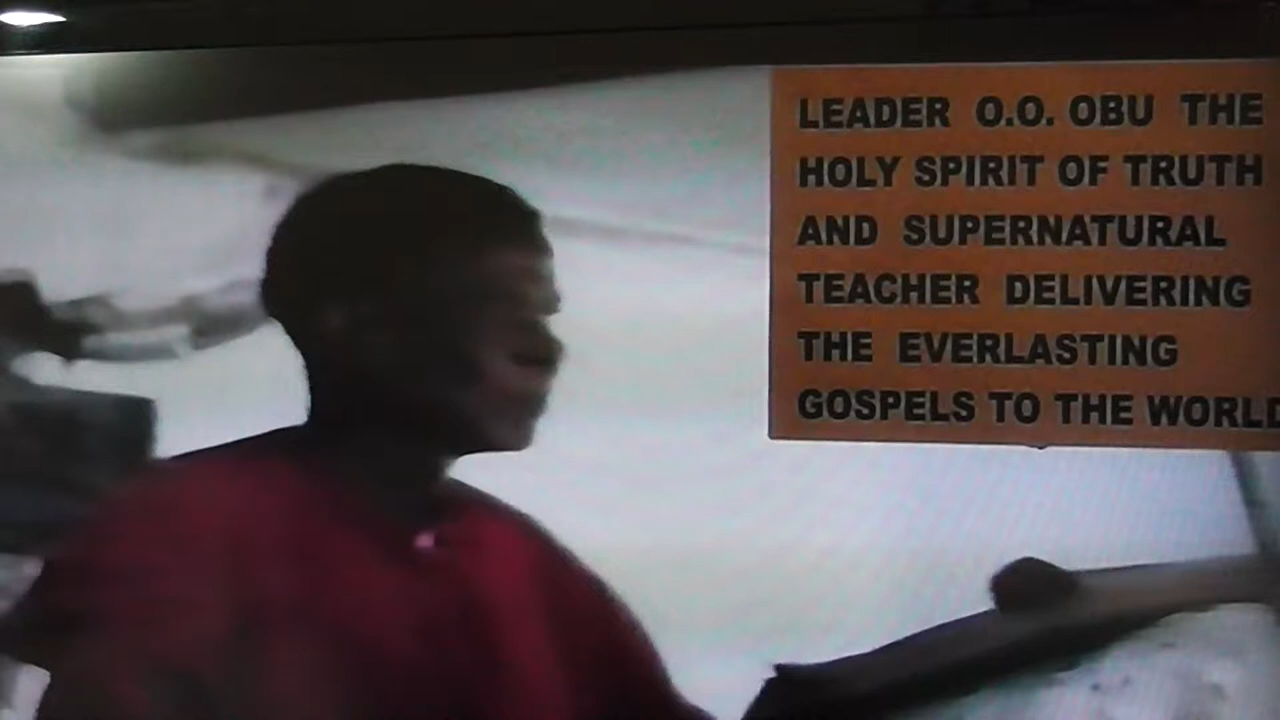 LEADER O.O. OBU THE
HOLY SPIRIT OF TRUTH
AND SUPERNATURAL
TEACHER DELIVERING
THE EVERLASTING
GOSPELS TO THE WORLD